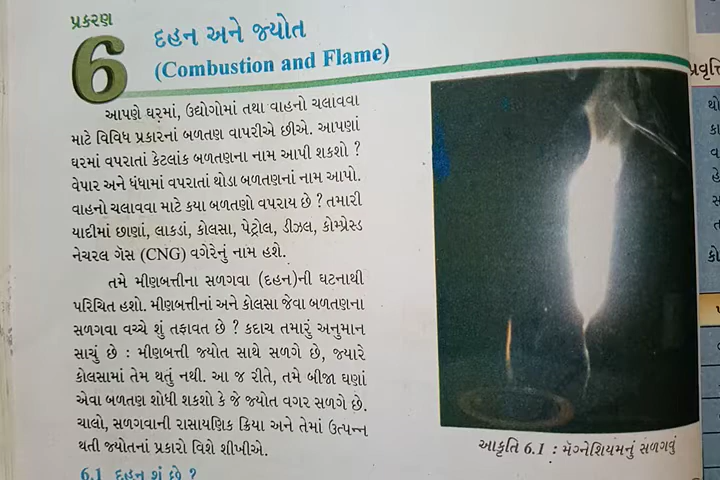 પ્રકરણ
6
દહન અને જ્યોત
(Combustion and Flame)
આપણે ઘરમાં, ઉદ્યોગોમાં તથા વાહનો ચલાવવા
માટે વિવિધ પ્રકારનાં બળતણ વાપરીએ છીએ. આપણાં
ઘરમાં વપરાતાં કેટલાંક બળતણના નામ આપી શકશો ?
વેપાર અને ધંધામાં વપરાતાં થોડા બળતણનાં નામ આપો.
વાહનો ચલાવવા માટે કયા બળતણો વપરાય છે ? તમારી
યાદીમાં છાણાં, લાકડાં, કોલસા, પેટ્રોલ, ડીઝલ, કોમ્પ્રેસ્ડ
નેચરલ ગૅસ (CNG) વગેરેનું નામ હશે.
તમે મીણબત્તીના સળગવા (દહન)ની ઘટનાથી
પરિચિત હશો. મીણબત્તીનાં અને કોલસા જેવા બળતણના
સળગવા વચ્ચે શું તફાવત છે ? કદાચ તમારું અનુમાન
સાચું છે : મીણબત્તી જ્યોત સાથે સળગે છે, જ્યારે
કોલસામાં તેમ થતું નથી. આ જ રીતે, તમે બીજા ઘણાં
એવા બળતણ શોધી શકશો કે જે જ્યોત વગર સળગે છે.
ચાલો, સળગવાની રાસાયણિક ક્રિયા અને તેમાં ઉત્પન્ન
થતી જ્યોતનાં પ્રકારો વિશે શીખીએ.
6.1 દહન શું છે ?
આકૃતિ 6.1 : મૅગ્નેશિયમનું સળગવું